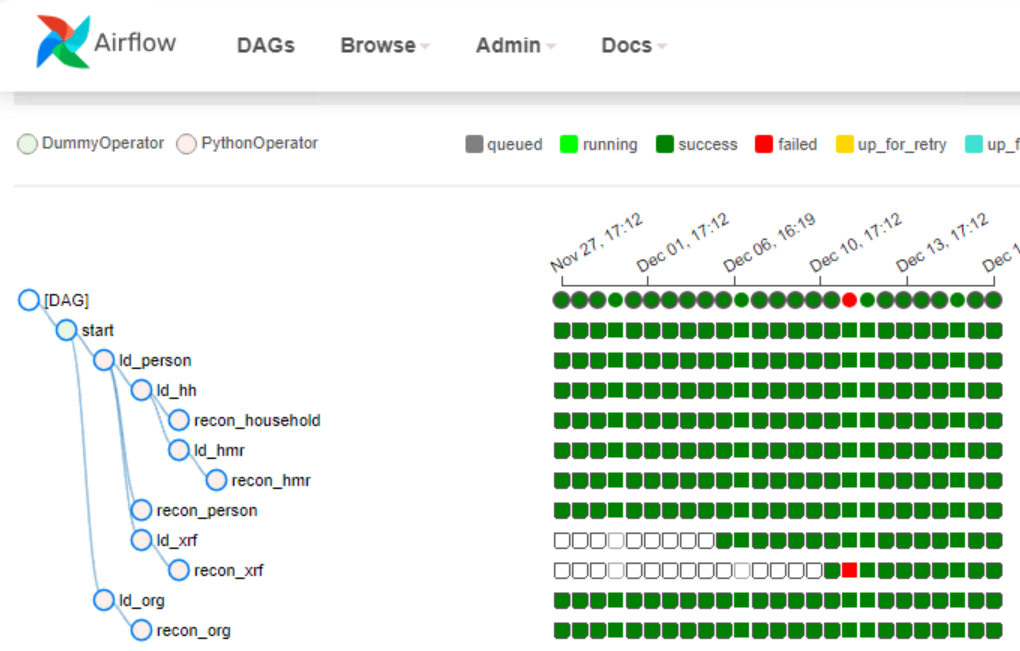 Airflow DAGs Browse Admin Docs
DummyOperator PythonOperator queued running success failed up_for_retry up_f
Nov 27, 17:12 Dec 01, 17:12 Dec 06, 16:19 Dec 10, 17:12 Dec 13, 17:12 Dec 1
[DAG]
start
ld_person
ld_hh
recon_household
ld_hmr
recon_hmr
recon_person
ld_xrf
recon_xrf
ld_org
recon_org